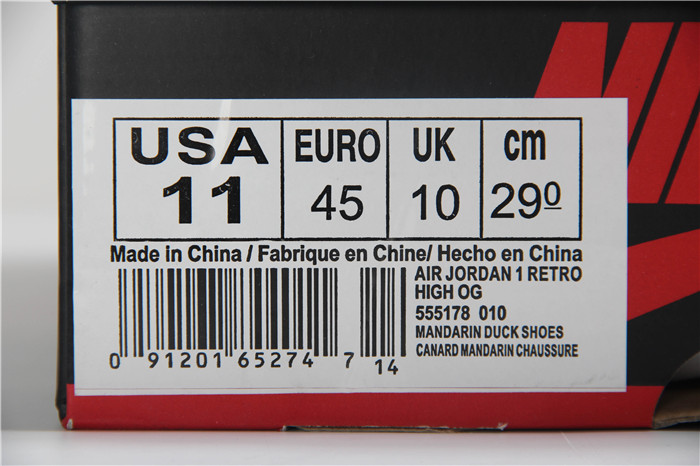 NIK
USA EURO UK cm
11 45 10 29º
Made in China / Fabrique en Chine/ Hecho en China
AIR JORDAN 1 RETRO
HIGH OG
555178 010
MANDARIN DUCK SHOES
CANARD MANDARIN CHAUSSURE
0 91201 65274 7 14